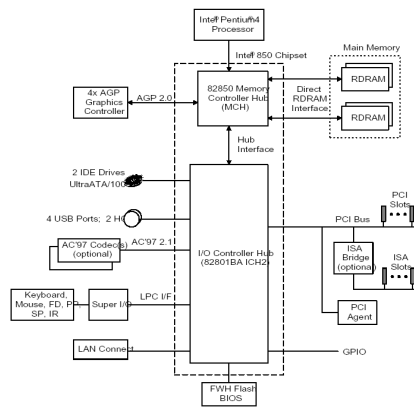 Intel® Pentium®4
Processor
Intel® 850 Chipset
Main Memory
4x AGP
Graphics
Controller
AGP 2.0
82850 Memory
Controller Hub
(MCH)
Direct
RDRAM
Interface
RDRAM
RDRAM
Hub
Interface
2 IDE Drives
UltraATA/100
4 USB Ports; 2 HC
AC'97 Codec(s)
(optional)
AC'97 2.1
I/O Controller Hub
(82801BA ICH2)
PCI Bus
PCI
Slots
ISA
Bridge
(optional)
ISA
Slots
Keyboard,
Mouse, FD, PP,
SP, IR
Super I/O
LPC I/F
PCI
Agent
LAN Connect
GPIO
FWH Flash
BIOS